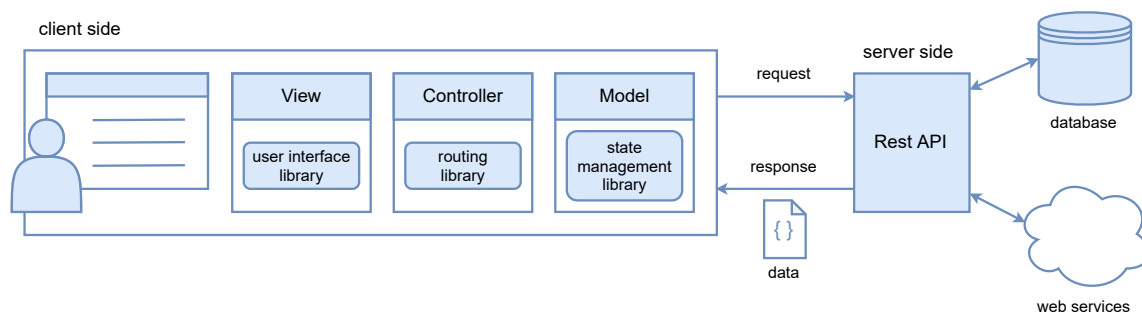 client side
View
user interface
library
Controller
routing
library
Model
state
management
library
request
response
{ }
data
server side
Rest API
database
web services